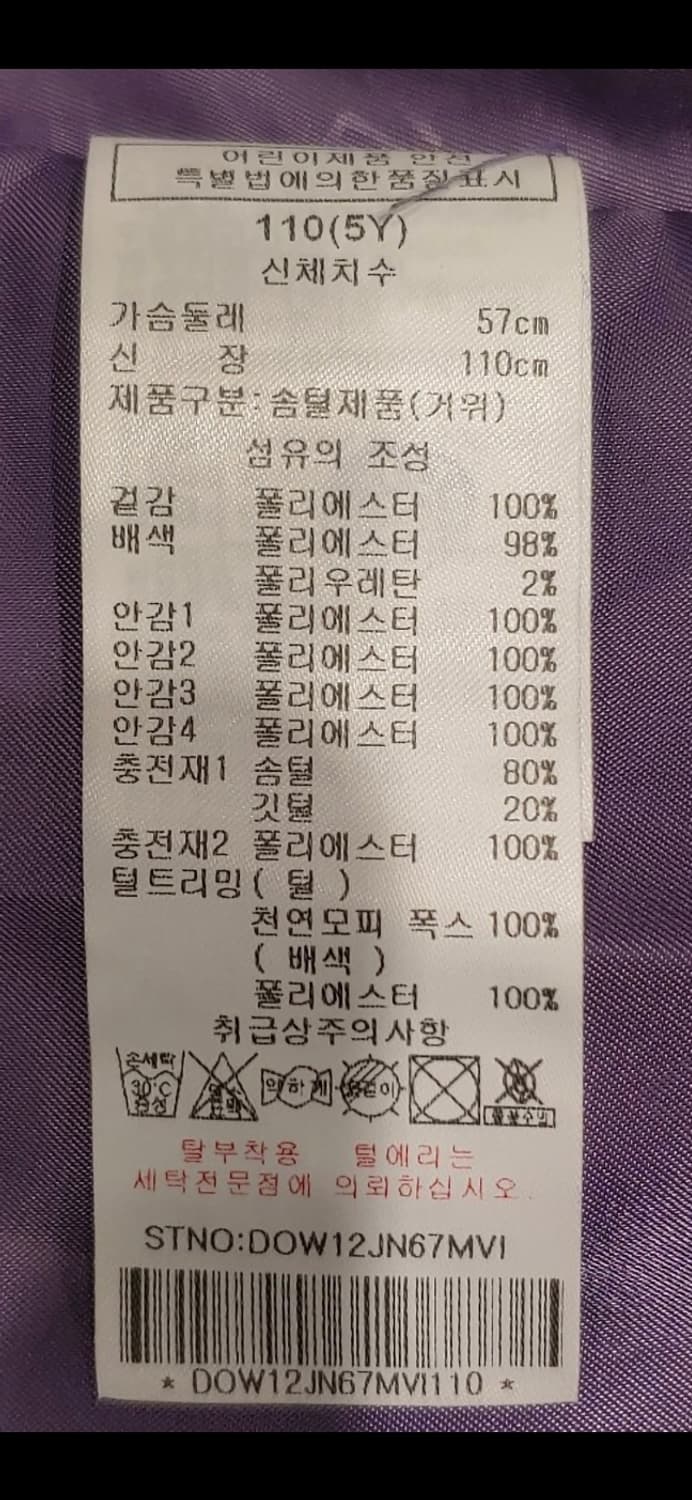 어린이제품 안전
특별법에의한품질표시
110(5Y)
신체치수
가슴둘레 57cm
신 장 110cm
제품구분:솜털제품(거위)
섬유의 조성
겉감 폴리에스터 100%
배색 폴리에스터 98%
폴리우레탄 2%
안감1 폴리에스터 100%
안감2 폴리에스터 100%
안감3 폴리에스터 100%
안감4 폴리에스터 100%
충전재1 솜털 80%
깃털 20%
충전재2 폴리에스터 100%
털트리밍( 털 )
천연모피 폭스 100%
( 배색 )
폴리에스터 100%
취급상주의사항
손세탁
30°C
중성
약하게
탈부착용 털에리는
세탁전문점에 의뢰하십시오.
STNO:DOW12JN67MVI
* DOW12JN67MVI110 *